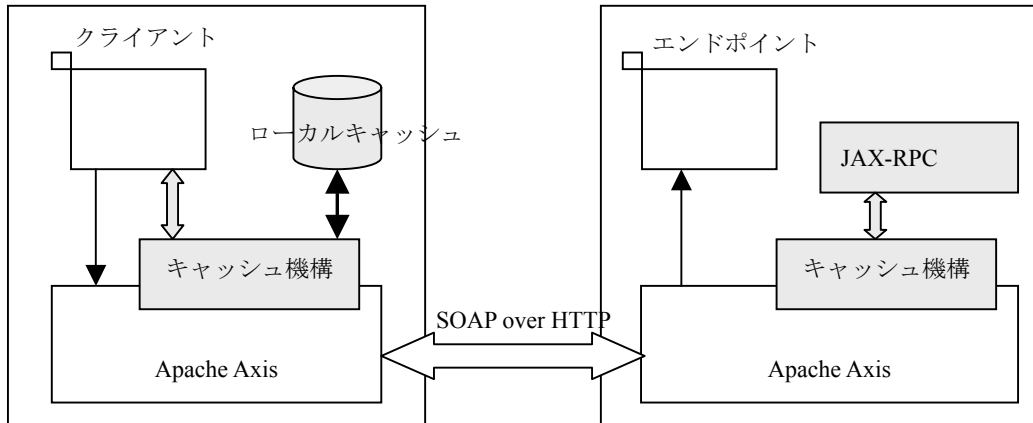 クライアント
ローカルキャッシュ
キャッシュ機構
Apache Axis
SOAP over HTTP
エンドポイント
JAX-RPC
キャッシュ機構
Apache Axis